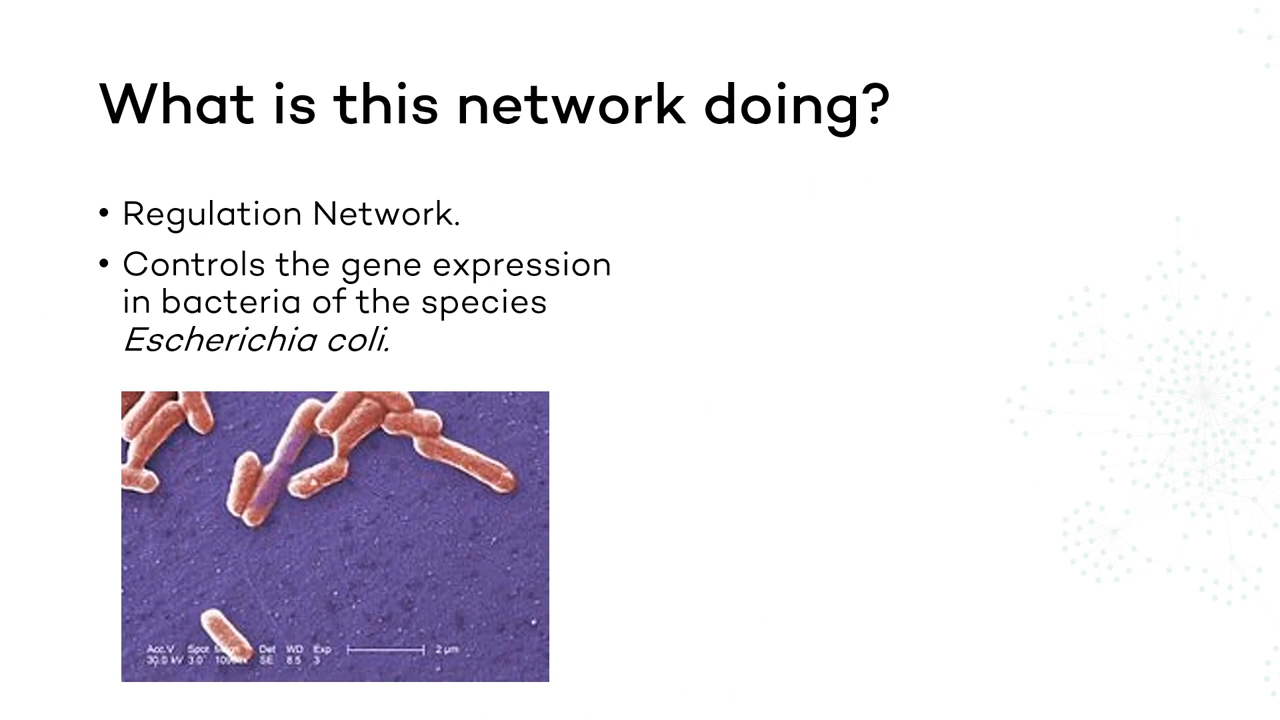 What is this network doing?
• Regulation Network.
• Controls the gene expression
in bacteria of the species
Escherichia coli.
Acc.V Spot Det WD Exp 2 µm
30.0 kV 3.0 SE 8.5 3